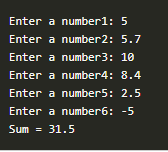 Enter a number1: 5
Enter a number2: 5.7
Enter a number3: 10
Enter a number4: 8.4
Enter a number5: 2.5
Enter a number6: -5
Sum = 31.5